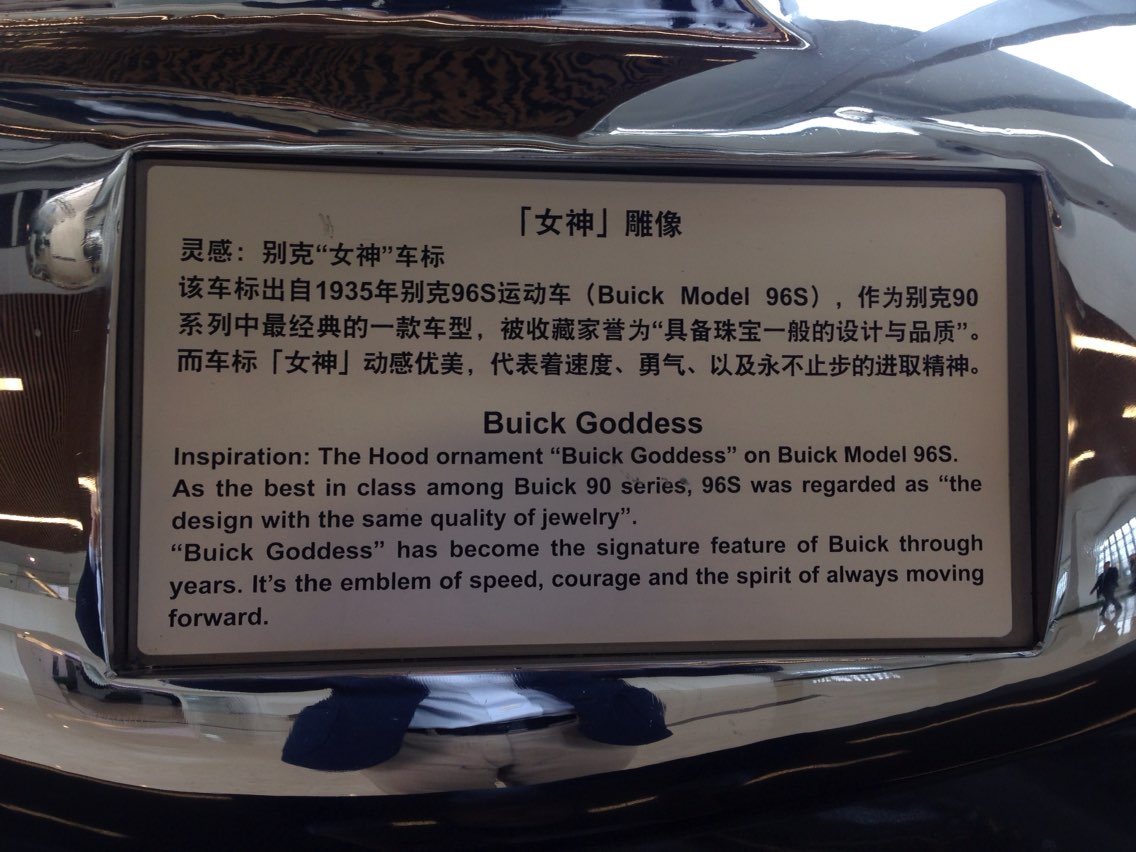 「女神」雕像
灵感：别克“女神”车标
该车标出自1935年别克96S运动车（Buick Model 96S），作为别克90
系列中最经典的一款车型，被收藏家誉为“具备珠宝一般的设计与品质”。
而车标「女神」动感优美，代表着速度、勇气、以及永不止步的进取精神。
Buick Goddess
Inspiration: The Hood ornament “Buick Goddess” on Buick Model 96S.
As the best in class among Buick 90 series, 96S was regarded as “the
design with the same quality of jewelry”.
“Buick Goddess” has become the signature feature of Buick through
years. It’s the emblem of speed, courage and the spirit of always moving
forward.